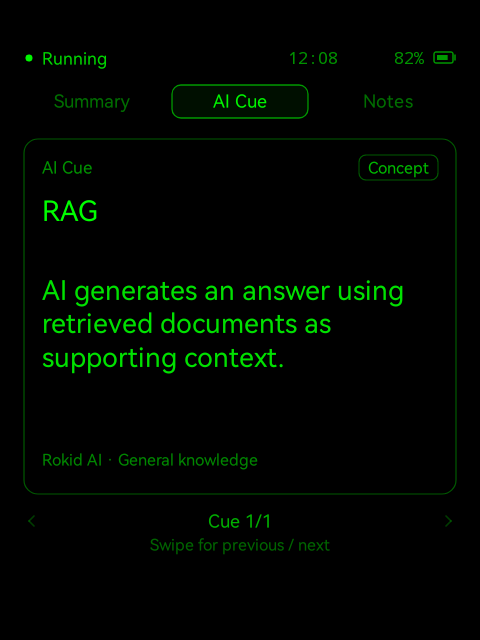 Running 12:08 82%
Summary AI Cue Notes
AI Cue Concept
RAG
AI generates an answer using
retrieved documents as
supporting context.
Rokid AI · General knowledge
Cue 1/1
Swipe for previous / next